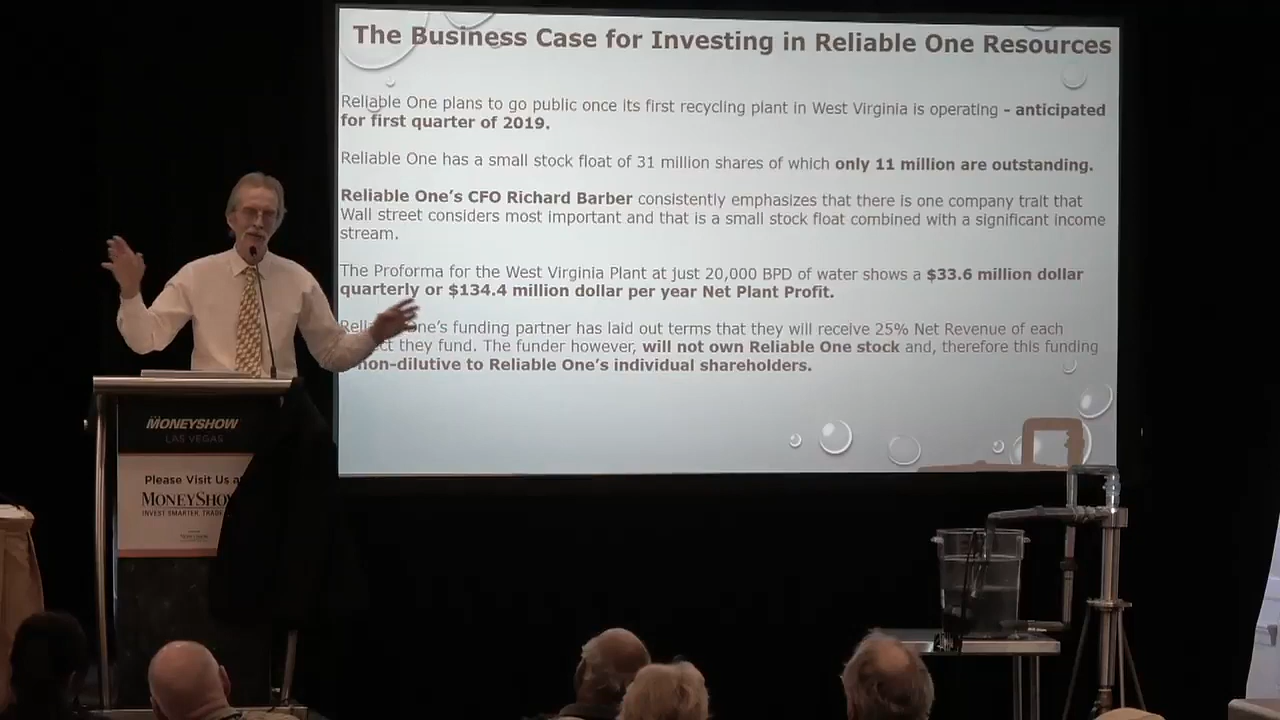 The Business Case for Investing in Reliable One Resources
Reliable One plans to go public once its first recycling plant in West Virginia is operating – anticipated
for first quarter of 2019.
Reliable One has a small stock float of 31 million shares of which only 11 million are outstanding.
Reliable One's CFO Richard Barber consistently emphasizes that there is one company trait that
Wall street considers most important and that is a small stock float combined with a significant income
stream.
The Proforma for the West Virginia Plant at just 20,000 BPD of water shows a $33.6 million dollar
quarterly or $134.4 million dollar per year Net Plant Profit.
One's funding partner has laid out terms that they will receive 25% Net Revenue of each
they fund. The funder however, will not own Reliable One stock and, therefore this funding
non-dilutive to Reliable One's individual shareholders.
MONEYSHOW
LAS VEGAS
Please Visit Us
MONEYSHO
INVEST SMARTER, TRADE